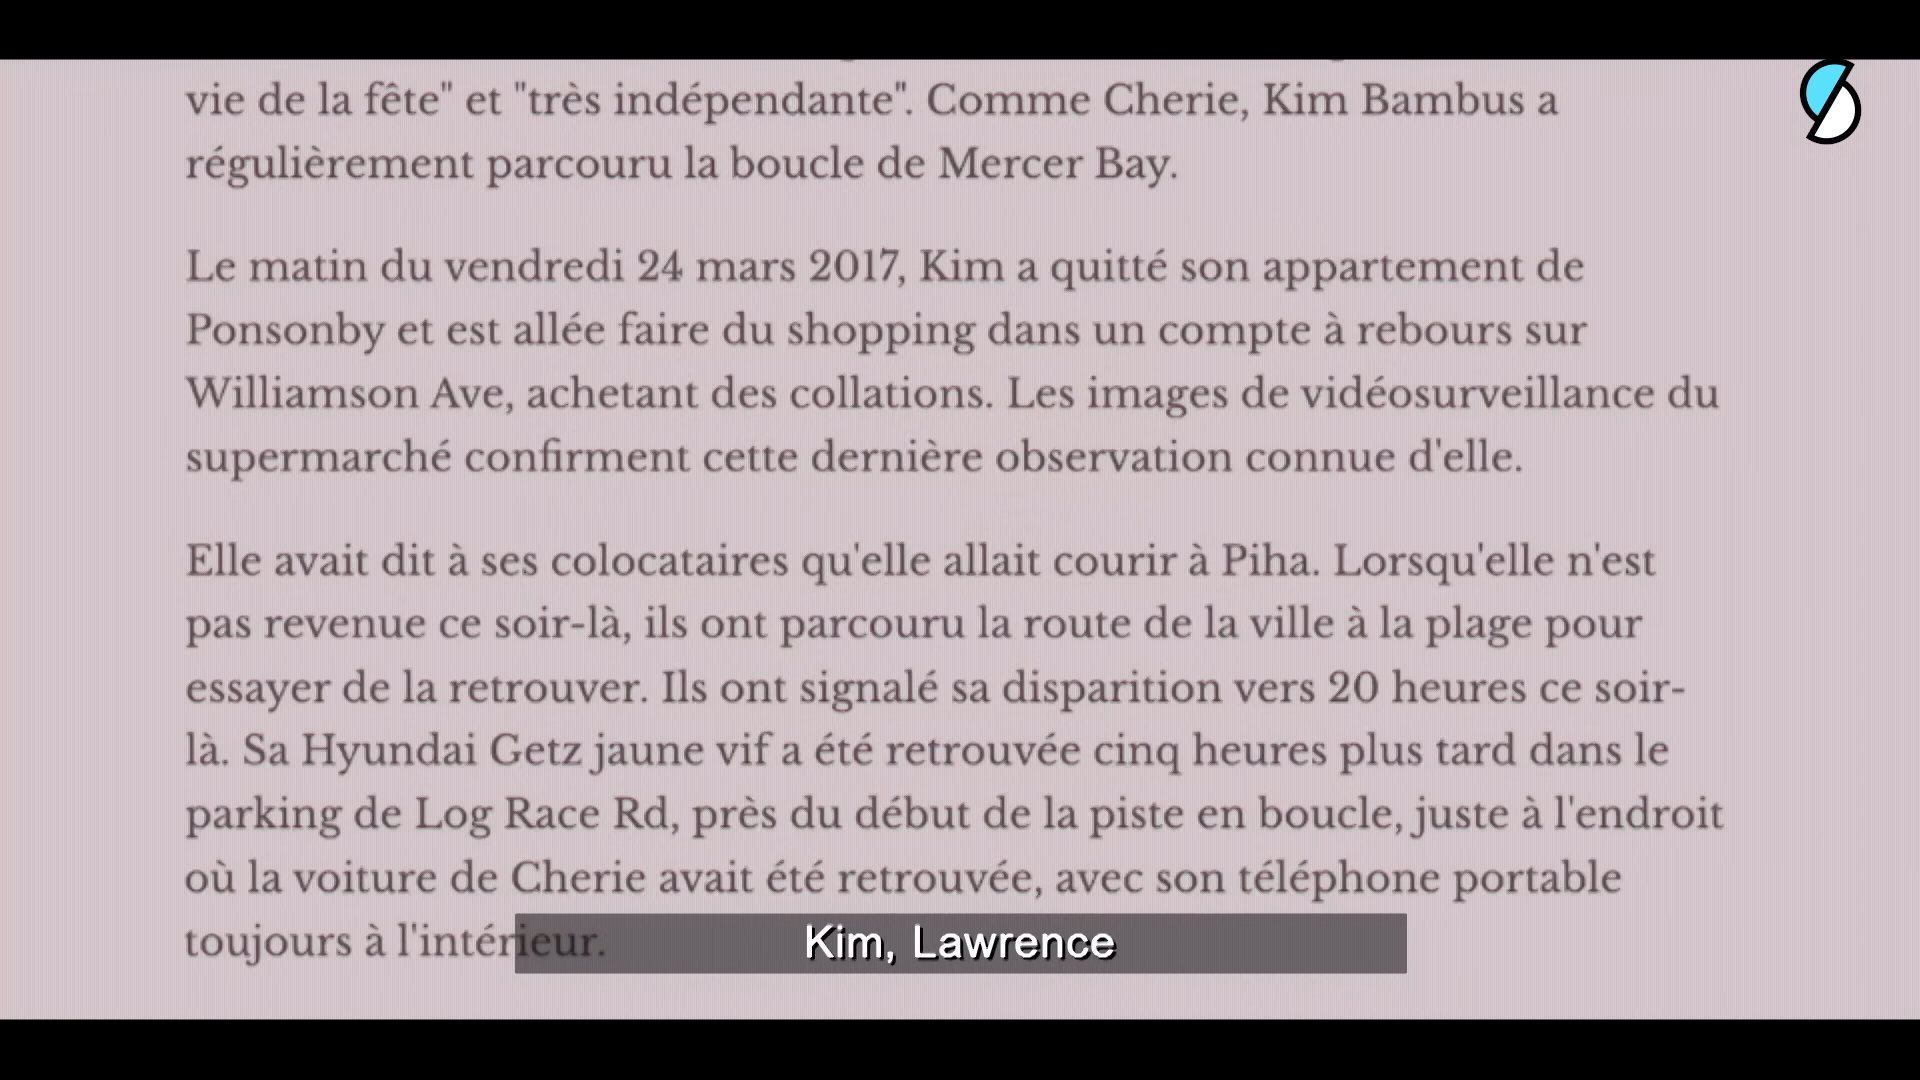 vie de la fête" et "très indépendante". Comme Cherie, Kim Bambus a
régulièrement parcouru la boucle de Mercer Bay.
Le matin du vendredi 24 mars 2017, Kim a quitté son appartement de
Ponsonby et est allée faire du shopping dans un compte à rebours sur
Williamson Ave, achetant des collations. Les images de vidéosurveillance du
supermarché confirment cette dernière observation connue d'elle.
Elle avait dit à ses colocataires qu'elle allait courir à Piha. Lorsqu'elle n'est
pas revenue ce soir-là, ils ont parcouru la route de la ville à la plage pour
essayer de la retrouver. Ils ont signalé sa disparition vers 20 heures ce soir-
là. Sa Hyundai Getz jaune vif a été retrouvée cinq heures plus tard dans le
parking de Log Race Rd, près du début de la piste en boucle, juste à l'endroit
où la voiture de Cherie avait été retrouvée, avec son téléphone portable
toujours à l'intérieur.
Kim, Lawrence